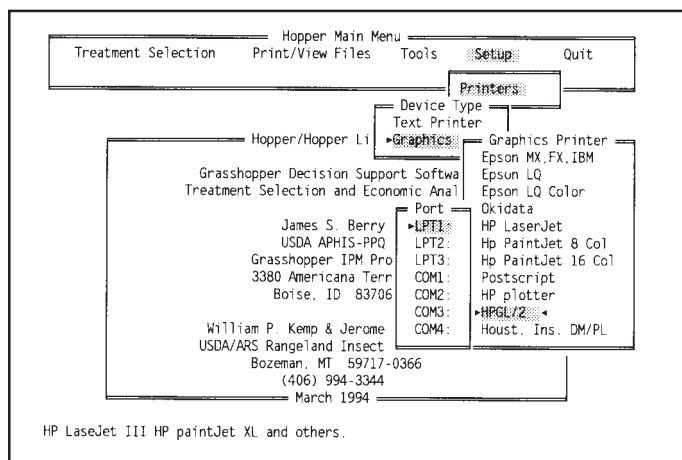 Hopper Main Menu
Treatment Selection Print/View Files Tools Setup Quit
Printers
Device Type
Text Printer
▸Graphics
Hopper/Hopper Li
Grasshopper Decision Support Softwa
Treatment Selection and Economic Anal
James S. Berry
USDA APHIS-PPQ
Grasshopper IPM Pro
3380 Americana Terr
Boise, ID 83706
William P. Kemp & Jerome
USDA/ARS Rangeland Insect
Bozeman, MT 59717-0366
(406) 994-3344
March 1994
Port
▸LPT1:
LPT2:
LPT3:
COM1:
COM2:
COM3:
COM4:
Graphics Printer
Epson MX,FX,IBM
Epson LQ
Epson LQ Color
Okidata
HP LaserJet
Hp PaintJet 8 Col
Hp PaintJet 16 Col
Postscript
HP plotter
▸HPGL/2 ◂
Houst. Ins. DM/PL
HP LaseJet III HP paintJet XL and others.